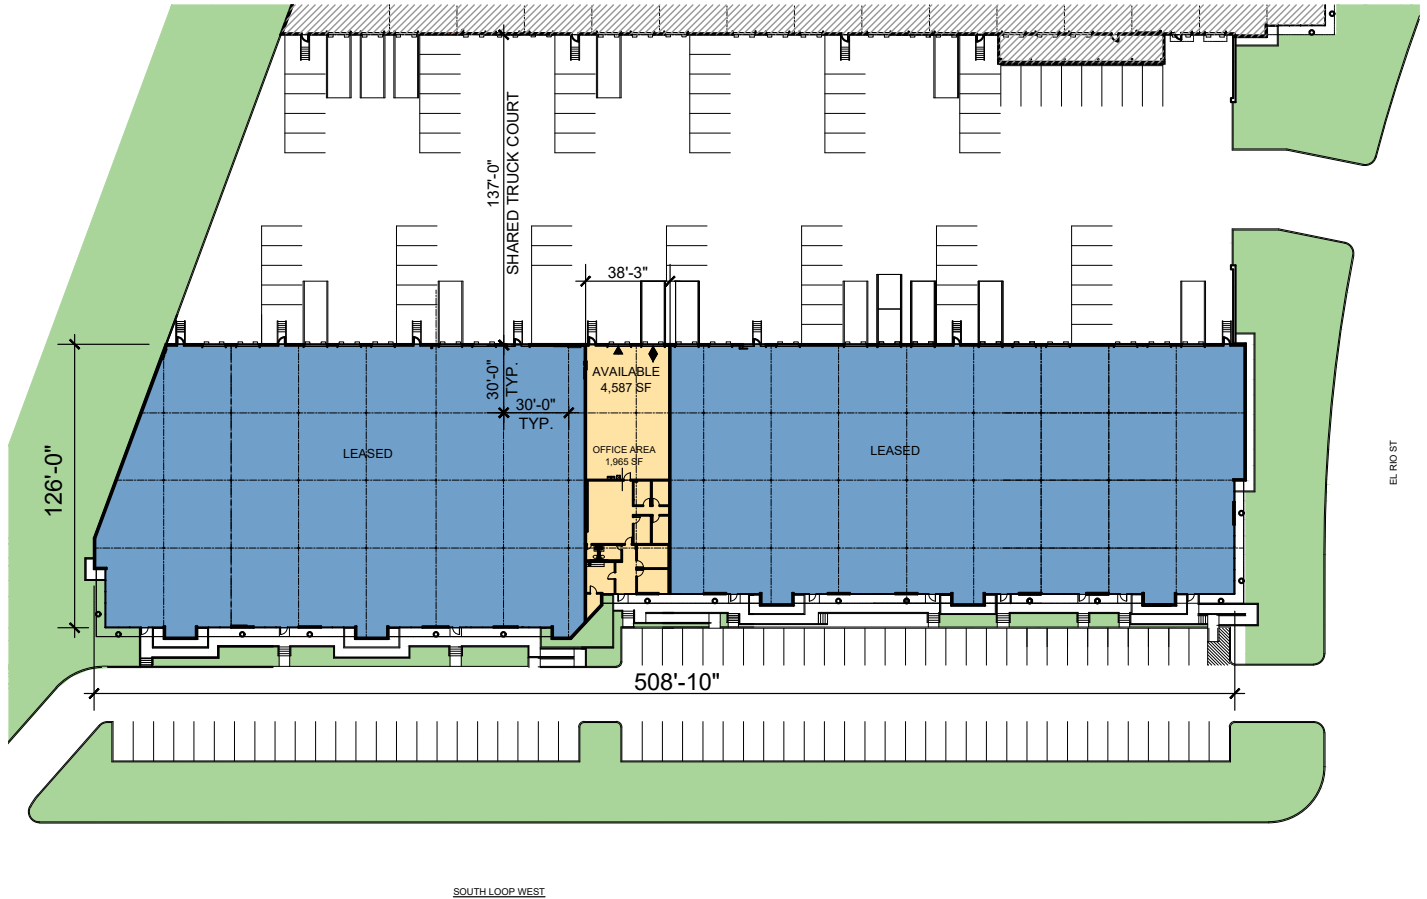 137'-0"
SHARED TRUCK COURT
38'-3"
30'-0"
TYP.
30'-0"
TYP.
AVAILABLE
4,587 SF
OFFICE AREA
1,965 SF
LEASED
LEASED
126'-0"
508'-10"
EL RIO ST
SOUTH LOOP WEST